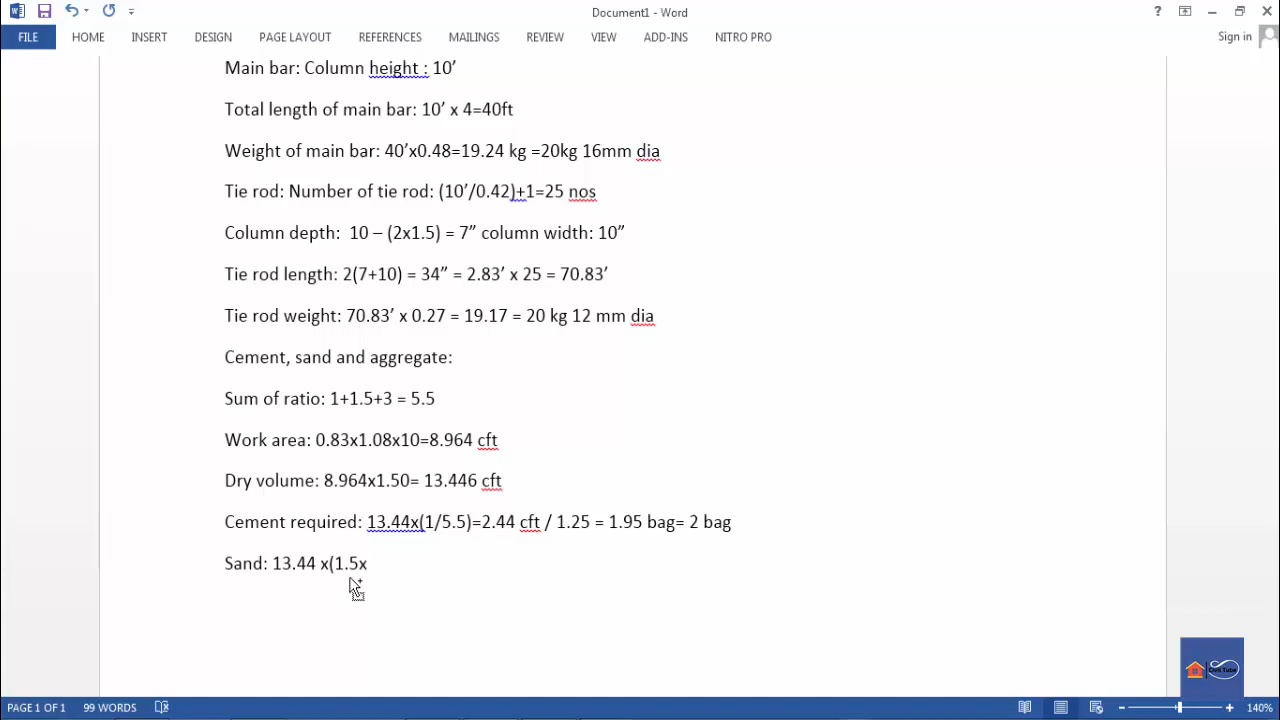 Document1 - Word
?
FILE HOME INSERT DESIGN PAGE LAYOUT REFERENCES MAILINGS REVIEW VIEW ADD-INS NITRO PRO Sign in
Main bar: Column height : 10’
Total length of main bar: 10’ x 4=40ft
Weight of main bar: 40’x0.48=19.24 kg =20kg 16mm dia
Tie rod: Number of tie rod: (10’/0.42)+1=25 nos
Column depth:  10 – (2x1.5) = 7” column width: 10”
Tie rod length: 2(7+10) = 34” = 2.83’ x 25 = 70.83’
Tie rod weight: 70.83’ x 0.27 = 19.17 = 20 kg 12 mm dia
Cement, sand and aggregate:
Sum of ratio: 1+1.5+3 = 5.5
Work area: 0.83x1.08x10=8.964 cft
Dry volume: 8.964x1.50= 13.446 cft
Cement required: 13.44x(1/5.5)=2.44 cft / 1.25 = 1.95 bag= 2 bag
Sand: 13.44 x(1.5x
PAGE 1 OF 1 99 WORDS 140%